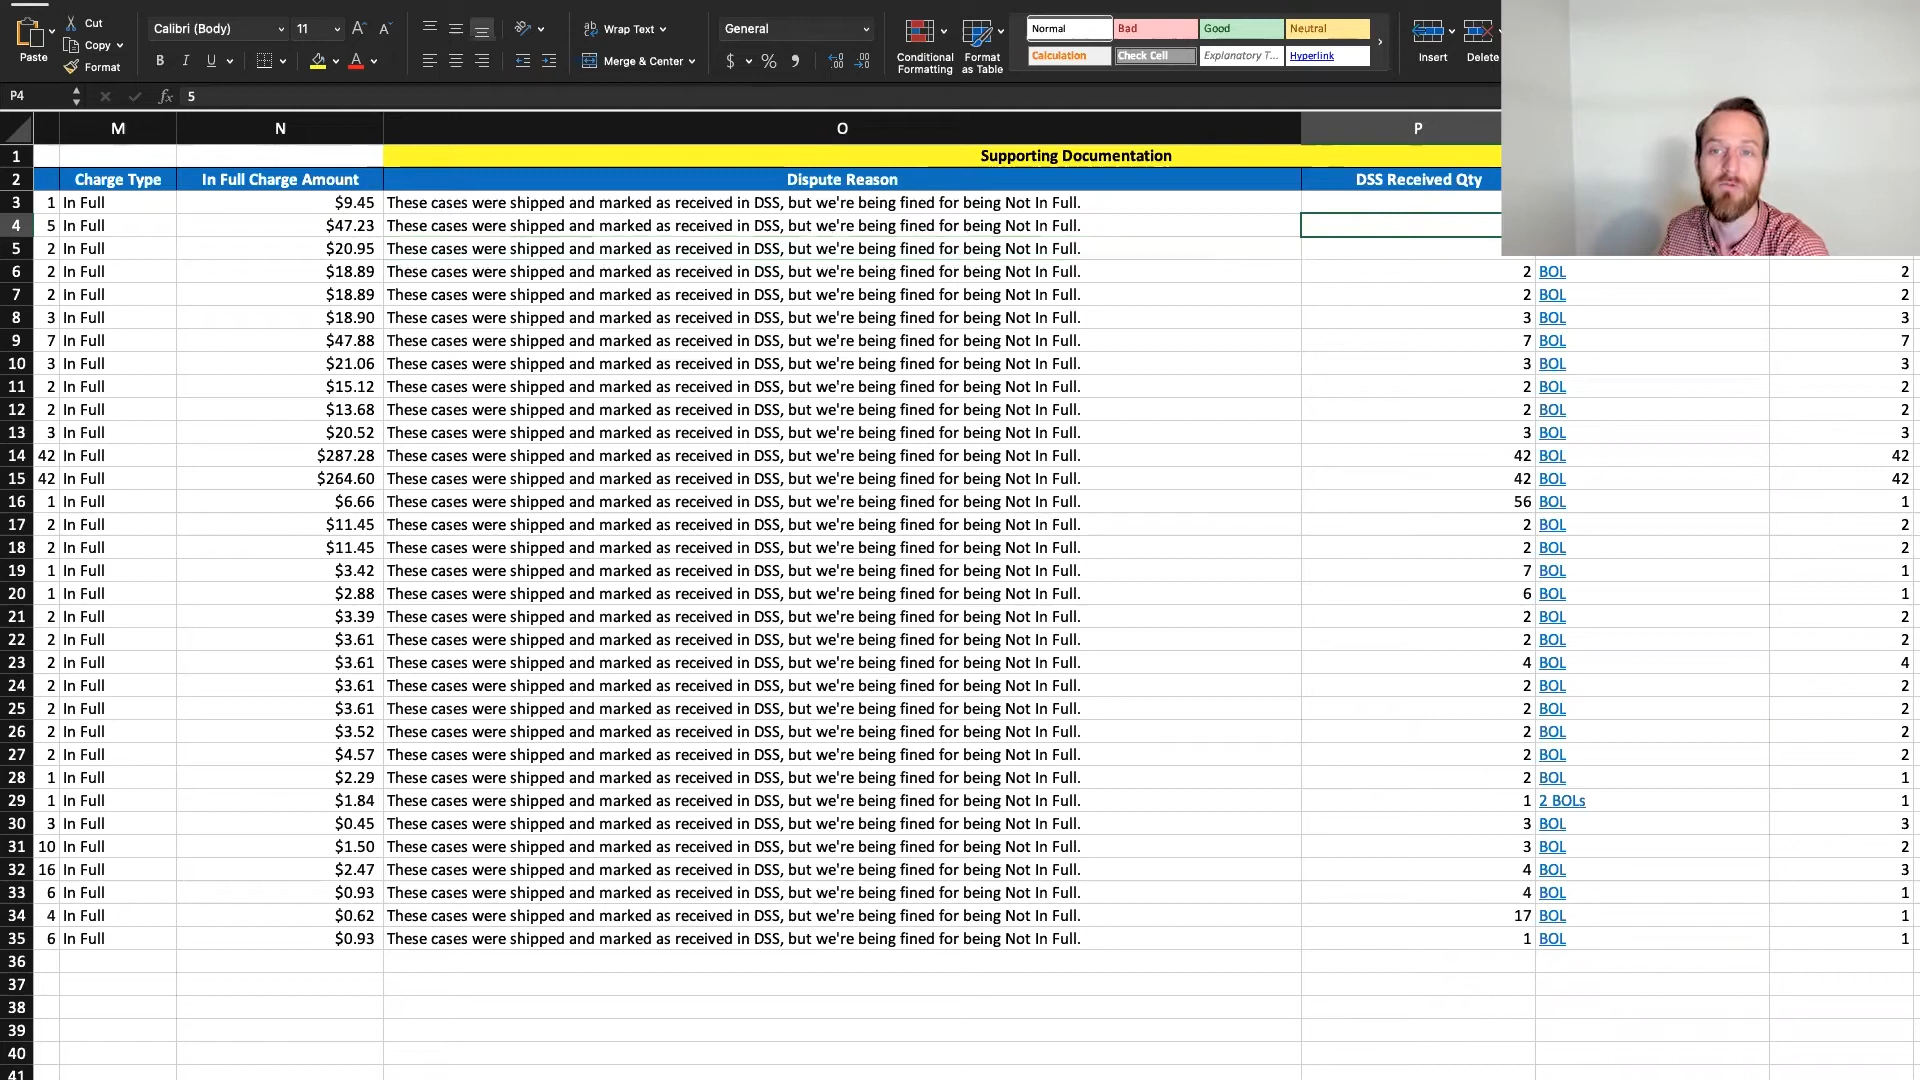 Paste
Cut
Copy
Format
Calibri (Body)
11
A
A
Wrap Text
General
B I U
A
Merge & Center
$ % 9
Conditional Formatting
Format as Table
Normal
Bad
Good
Neutral
Calculation
Check Cell
Explanatory T...
Hyperlink
Insert
Delete
P4 fx 5
M N O P
1 Supporting Documentation
2 Charge Type In Full Charge Amount Dispute Reason DSS Received Qty
3 1 In Full $9.45 These cases were shipped and marked as received in DSS, but we're being fined for being Not In Full.
4 5 In Full $47.23 These cases were shipped and marked as received in DSS, but we're being fined for being Not In Full.
5 2 In Full $20.95 These cases were shipped and marked as received in DSS, but we're being fined for being Not In Full.
6 2 In Full $18.89 These cases were shipped and marked as received in DSS, but we're being fined for being Not In Full. 2 BOL 2
7 2 In Full $18.89 These cases were shipped and marked as received in DSS, but we're being fined for being Not In Full. 2 BOL 2
8 3 In Full $18.90 These cases were shipped and marked as received in DSS, but we're being fined for being Not In Full. 3 BOL 3
9 7 In Full $47.88 These cases were shipped and marked as received in DSS, but we're being fined for being Not In Full. 7 BOL 7
10 3 In Full $21.06 These cases were shipped and marked as received in DSS, but we're being fined for being Not In Full. 3 BOL 3
11 2 In Full $15.12 These cases were shipped and marked as received in DSS, but we're being fined for being Not In Full. 2 BOL 2
12 2 In Full $13.68 These cases were shipped and marked as received in DSS, but we're being fined for being Not In Full. 2 BOL 2
13 3 In Full $20.52 These cases were shipped and marked as received in DSS, but we're being fined for being Not In Full. 3 BOL 3
14 42 In Full $287.28 These cases were shipped and marked as received in DSS, but we're being fined for being Not In Full. 42 BOL 42
15 42 In Full $264.60 These cases were shipped and marked as received in DSS, but we're being fined for being Not In Full. 42 BOL 42
16 1 In Full $6.66 These cases were shipped and marked as received in DSS, but we're being fined for being Not In Full. 56 BOL 1
17 2 In Full $11.45 These cases were shipped and marked as received in DSS, but we're being fined for being Not In Full. 2 BOL 2
18 2 In Full $11.45 These cases were shipped and marked as received in DSS, but we're being fined for being Not In Full. 2 BOL 2
19 1 In Full $3.42 These cases were shipped and marked as received in DSS, but we're being fined for being Not In Full. 7 BOL 1
20 1 In Full $2.88 These cases were shipped and marked as received in DSS, but we're being fined for being Not In Full. 6 BOL 1
21 2 In Full $3.39 These cases were shipped and marked as received in DSS, but we're being fined for being Not In Full. 2 BOL 2
22 2 In Full $3.61 These cases were shipped and marked as received in DSS, but we're being fined for being Not In Full. 2 BOL 2
23 2 In Full $3.61 These cases were shipped and marked as received in DSS, but we're being fined for being Not In Full. 4 BOL 4
24 2 In Full $3.61 These cases were shipped and marked as received in DSS, but we're being fined for being Not In Full. 2 BOL 2
25 2 In Full $3.61 These cases were shipped and marked as received in DSS, but we're being fined for being Not In Full. 2 BOL 2
26 2 In Full $3.52 These cases were shipped and marked as received in DSS, but we're being fined for being Not In Full. 2 BOL 2
27 2 In Full $4.57 These cases were shipped and marked as received in DSS, but we're being fined for being Not In Full. 2 BOL 2
28 1 In Full $2.29 These cases were shipped and marked as received in DSS, but we're being fined for being Not In Full. 2 BOL 1
29 1 In Full $1.84 These cases were shipped and marked as received in DSS, but we're being fined for being Not In Full. 1 2 BOLs 1
30 3 In Full $0.45 These cases were shipped and marked as received in DSS, but we're being fined for being Not In Full. 3 BOL 3
31 10 In Full $1.50 These cases were shipped and marked as received in DSS, but we're being fined for being Not In Full. 3 BOL 2
32 16 In Full $2.47 These cases were shipped and marked as received in DSS, but we're being fined for being Not In Full. 4 BOL 3
33 6 In Full $0.93 These cases were shipped and marked as received in DSS, but we're being fined for being Not In Full. 4 BOL 1
34 4 In Full $0.62 These cases were shipped and marked as received in DSS, but we're being fined for being Not In Full. 17 BOL 1
35 6 In Full $0.93 These cases were shipped and marked as received in DSS, but we're being fined for being Not In Full. 1 BOL 1
36
37
38
39
40
41